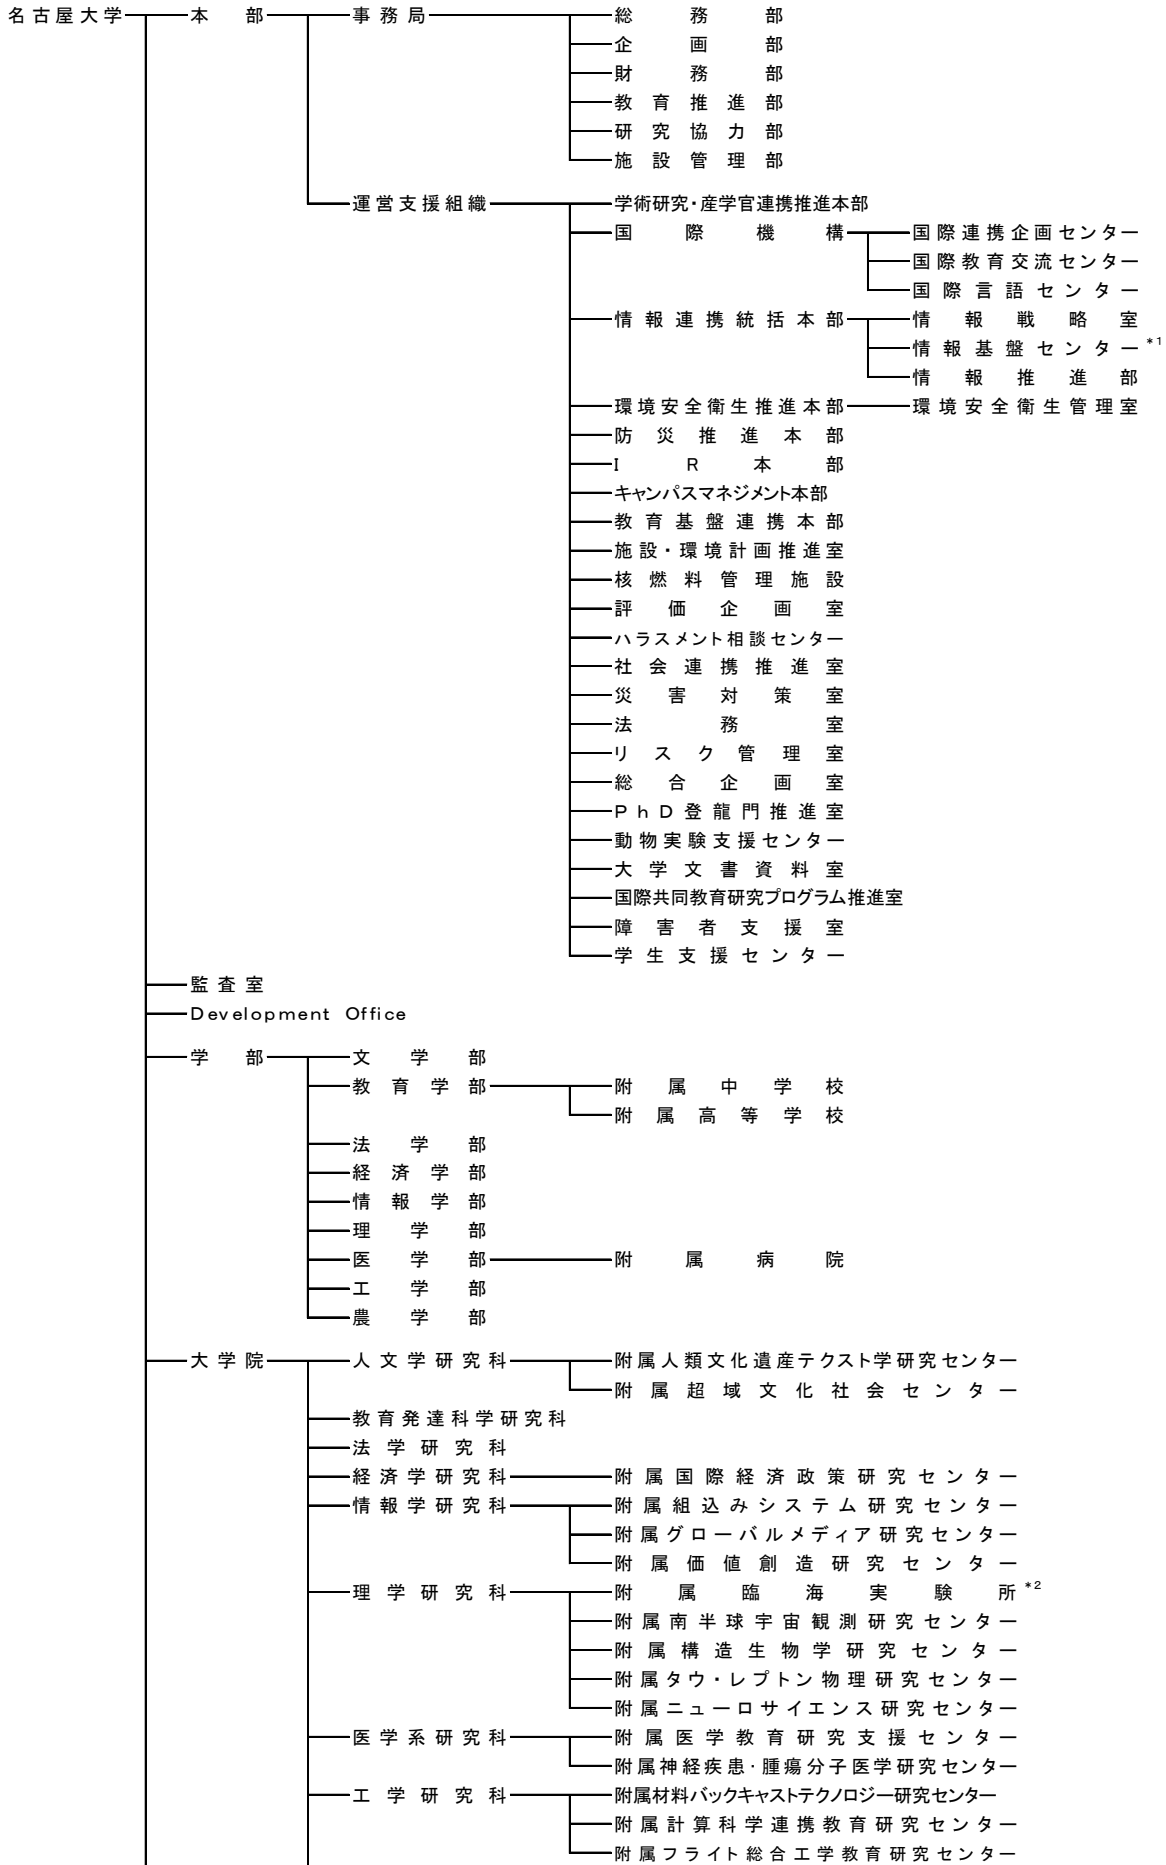 名古屋大学 本部 事務局 総務部
企画部
財務部
教育推進部
研究協力部
施設管理部
運営支援組織 学術研究・産学官連携推進本部
国際機構 国際連携企画センター
国際教育交流センター
国際言語センター
情報連携統括本部 情報戦略室
情報基盤センター*1
情報推進部
環境安全衛生推進本部 環境安全衛生管理室
防災推進本部
IR本部
キャンパスマネジメント本部
教育基盤連携本部
施設・環境計画推進室
核燃料管理施設
評価企画室
ハラスメント相談センター
社会連携推進室
災害対策室
法務室
リスク管理室
総合企画室
PhD登龍門推進室
動物実験支援センター
大学文書資料室
国際共同教育研究プログラム推進室
障害者支援室
学生支援センター
監査室
Development Office
学部 文学部
教育学部 附属中学校
附属高等学校
法学部
経済学部
情報学部
理学部
医学部 附属病院
工学部
農学部
大学院 人文学研究科 附属人類文化遺産テクスト学研究センター
附属超域文化社会センター
教育発達科学研究科
法学研究科
経済学研究科 附属国際経済政策研究センター
情報学研究科 附属組込みシステム研究センター
附属グローバルメディア研究センター
附属価値創造研究センター
理学研究科 附属臨海実験所*2
附属南半球宇宙観測研究センター
附属構造生物学研究センター
附属タウ・レプトン物理研究センター
附属ニューロサイエンス研究センター
医学系研究科 附属医学教育研究支援センター
附属神経疾患・腫瘍分子医学研究センター
工学研究科 附属材料バックキャストテクノロジー研究センター
附属計算科学連携教育研究センター
附属フライト総合工学教育研究センター